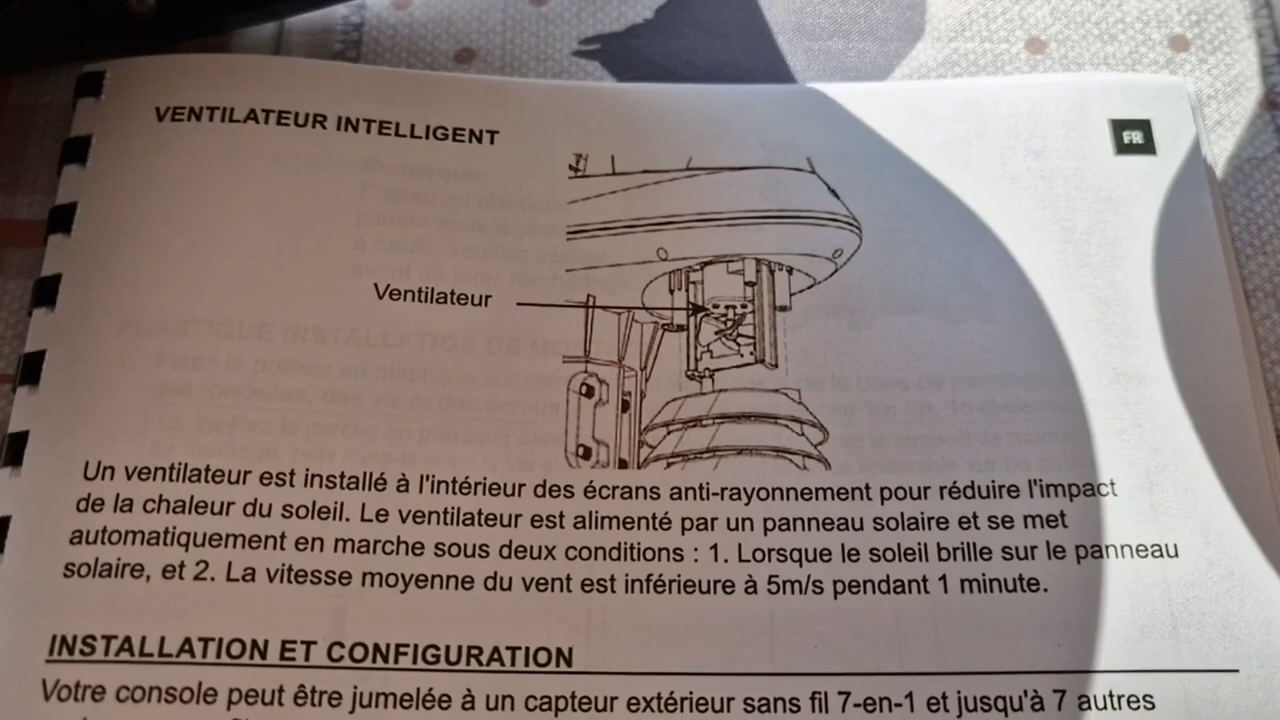 VENTILATEUR INTELLIGENT
FR
Ventilateur
Un ventilateur est installé à l'intérieur des écrans anti-rayonnement pour réduire l'impact
de la chaleur du soleil. Le ventilateur est alimenté par un panneau solaire et se met
automatiquement en marche sous deux conditions : 1. Lorsque le soleil brille sur le panneau
solaire, et 2. La vitesse moyenne du vent est inférieure à 5m/s pendant 1 minute.
INSTALLATION ET CONFIGURATION
Votre console peut être jumelée à un capteur extérieur sans fil 7-en-1 et jusqu'à 7 autres